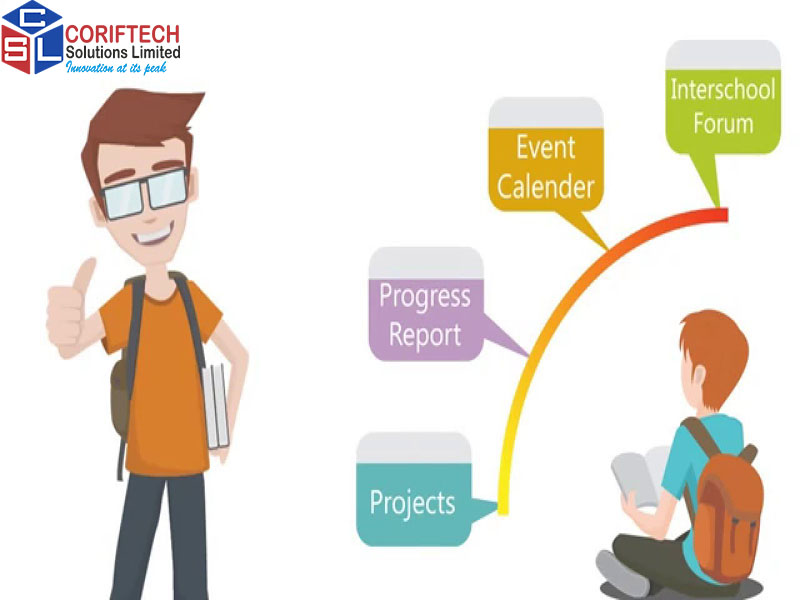 CSL
CORIFTECH
Solutions Limited
Innovation at its peak
Interschool
Forum
Event
Calender
Progress
Report
Projects